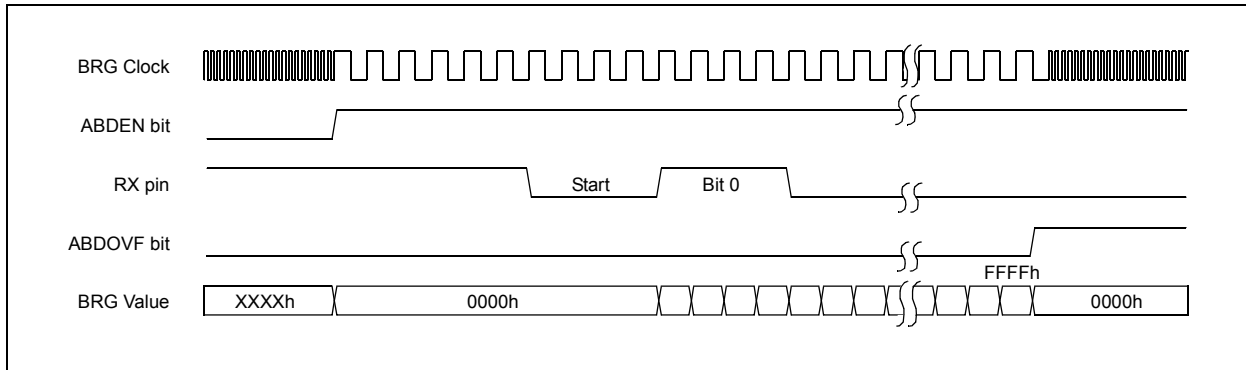 BRG Clock
ABDEN bit
RX pin
Start
Bit 0
ABDOVF bit
FFFFh
BRG Value
XXXXh
0000h
0000h